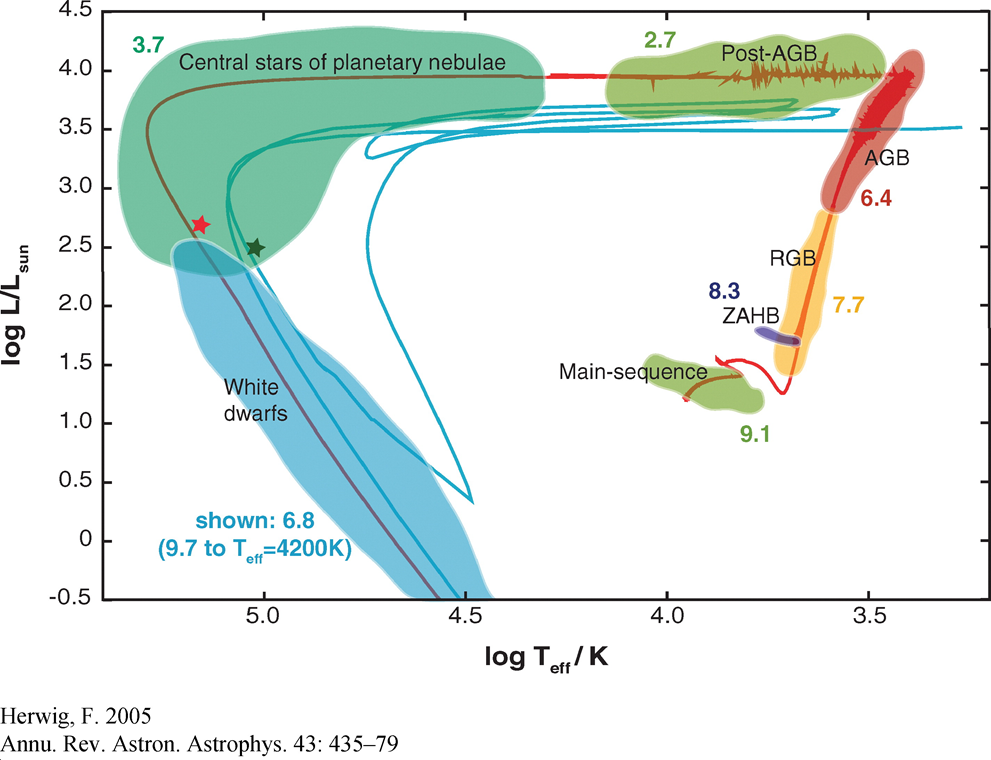 4.5
4.0
3.5
3.0
2.5
2.0
1.5
1.0
0.5
0
-0.5
log L/Lsun
3.7
Central stars of planetary nebulae
2.7
Post-AGB
AGB
6.4
RGB
7.7
8.3
ZAHB
Main-sequence
9.1
White
dwarfs
shown: 6.8
(9.7 to Teff=4200K)
5.0 4.5 4.0 3.5
log Teff / K
Herwig, F. 2005
Annu. Rev. Astron. Astrophys. 43: 435–79